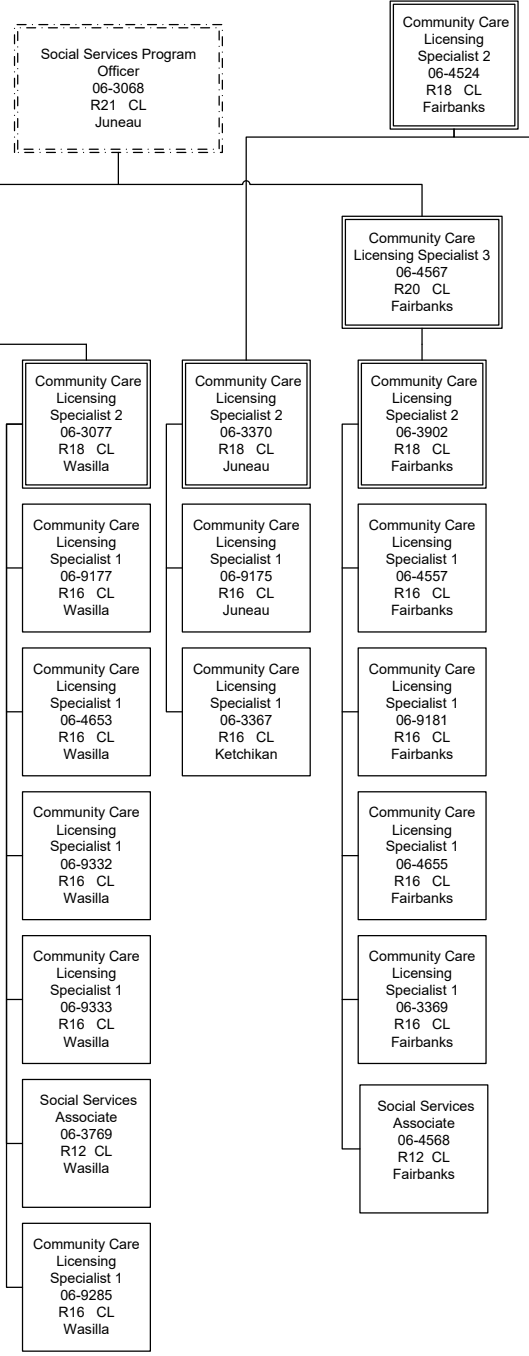 Social Services Program
Officer
06-3068
R21 CL
Juneau
Community Care
Licensing
Specialist 2
06-4524
R18 CL
Fairbanks
Community Care
Licensing Specialist 3
06-4567
R20 CL
Fairbanks
Community Care
Licensing
Specialist 2
06-3077
R18 CL
Wasilla
Community Care
Licensing
Specialist 1
06-9177
R16 CL
Wasilla
Community Care
Licensing
Specialist 1
06-4653
R16 CL
Wasilla
Community Care
Licensing
Specialist 1
06-9332
R16 CL
Wasilla
Community Care
Licensing
Specialist 1
06-9333
R16 CL
Wasilla
Social Services
Associate
06-3769
R12 CL
Wasilla
Community Care
Licensing
Specialist 1
06-9285
R16 CL
Wasilla
Community Care
Licensing
Specialist 2
06-3370
R18 CL
Juneau
Community Care
Licensing
Specialist 1
06-9175
R16 CL
Juneau
Community Care
Licensing
Specialist 1
06-3367
R16 CL
Ketchikan
Community Care
Licensing
Specialist 2
06-3902
R18 CL
Fairbanks
Community Care
Licensing
Specialist 1
06-4557
R16 CL
Fairbanks
Community Care
Licensing
Specialist 1
06-9181
R16 CL
Fairbanks
Community Care
Licensing
Specialist 1
06-4655
R16 CL
Fairbanks
Community Care
Licensing
Specialist 1
06-3369
R16 CL
Fairbanks
Social Services
Associate
06-4568
R12 CL
Fairbanks